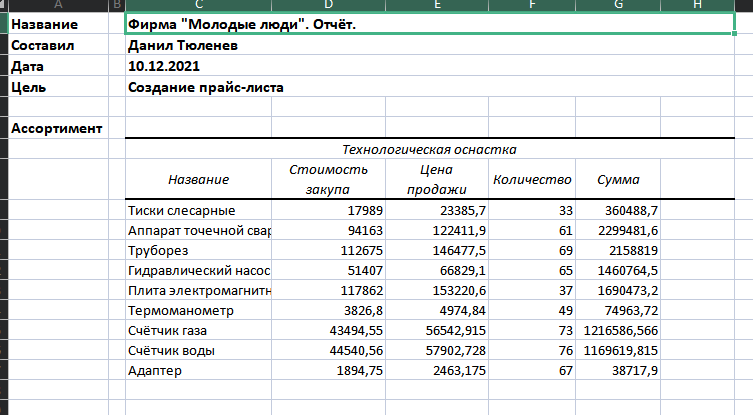 A B C D E F G H
Название Фирма "Молодые люди". Отчёт.
Составил Данил Тюленев
Дата 10.12.2021
Цель Создание прайс-листа
Ассортимент
Технологическая оснастка
Название Стоимость закупа Цена продажи Количество Сумма
Тиски слесарные 17989 23385,7 33 360488,7
Аппарат точечной свар 94163 122411,9 61 2299481,6
Труборез 112675 146477,5 69 2158819
Гидравлический насос 51407 66829,1 65 1460764,5
Плита электромагнитн 117862 153220,6 37 1690473,2
Термоманометр 3826,8 4974,84 49 74963,72
Счётчик газа 43494,55 56542,915 73 1216586,566
Счётчик воды 44540,56 57902,728 76 1169619,815
Адаптер 1894,75 2463,175 67 38717,9